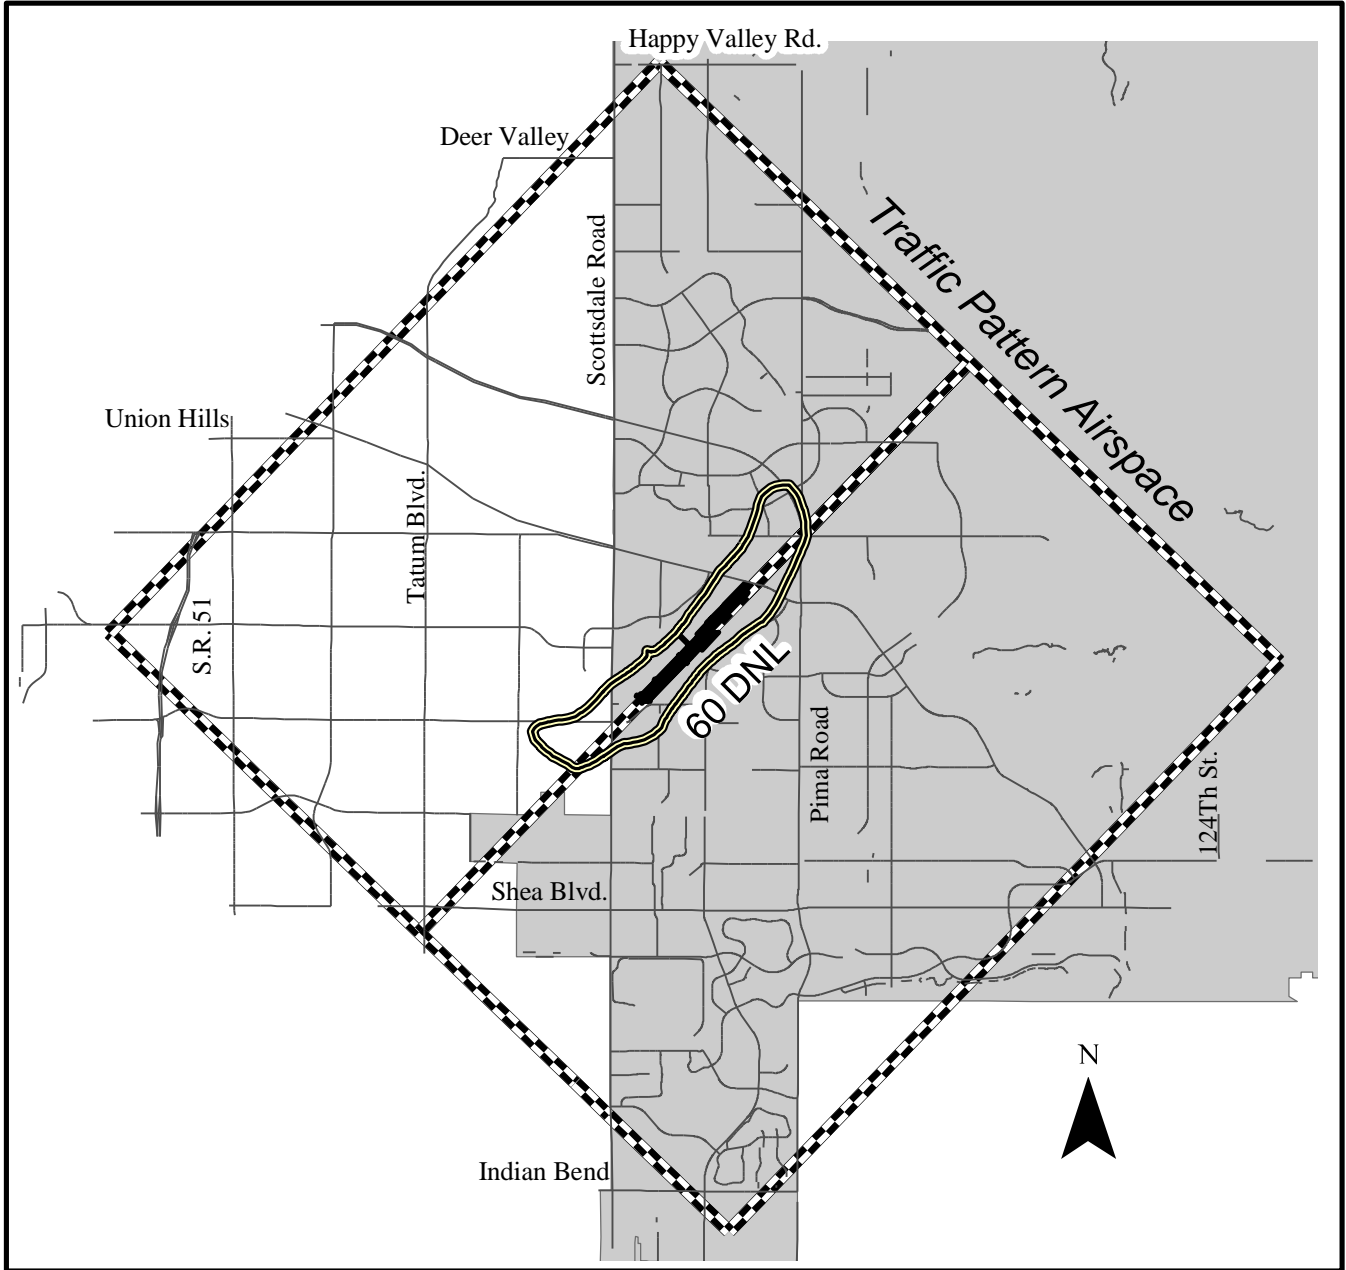 Happy Valley Rd.
Deer Valley
Traffic Pattern Airspace
Scottsdale Road
Union Hills
Tatum Blvd.
S.R. 51
60 DNL
Pima Road
124Th St.
Shea Blvd.
N
Indian Bend